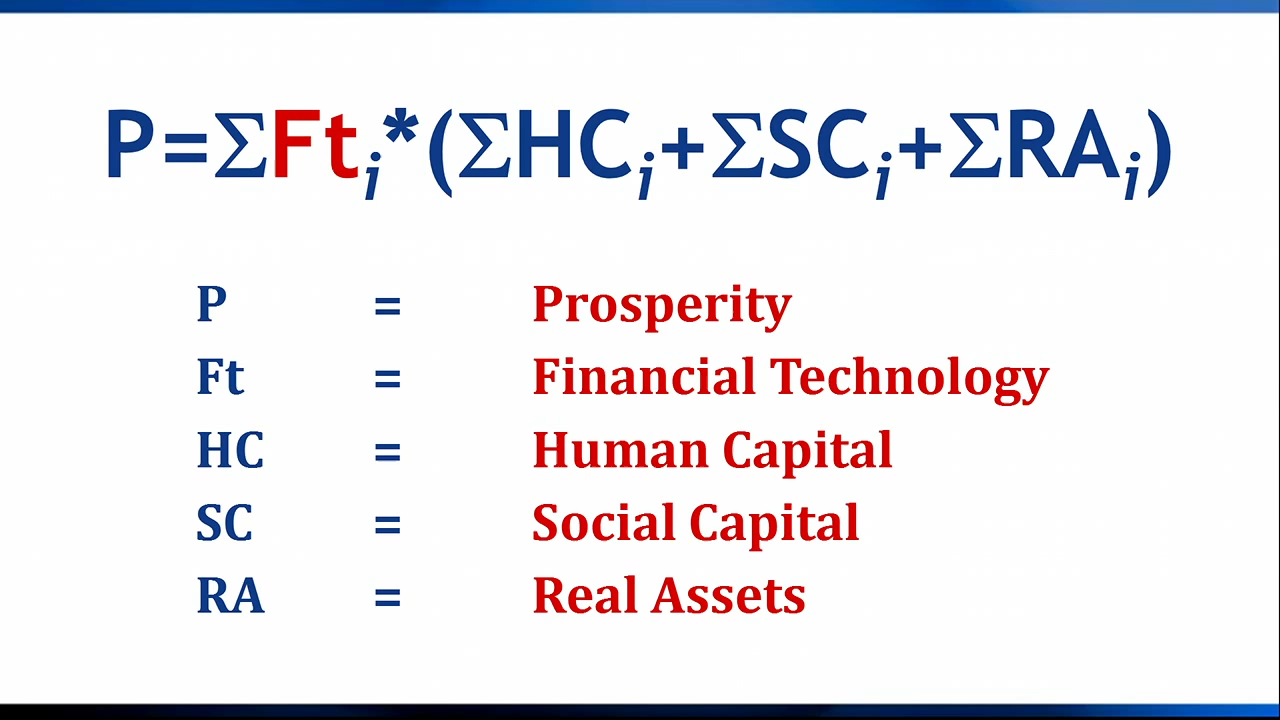 P=ΣFtᵢ*(ΣHCᵢ+ΣSCᵢ+ΣRAᵢ)
P = Prosperity
Ft = Financial Technology
HC = Human Capital
SC = Social Capital
RA = Real Assets